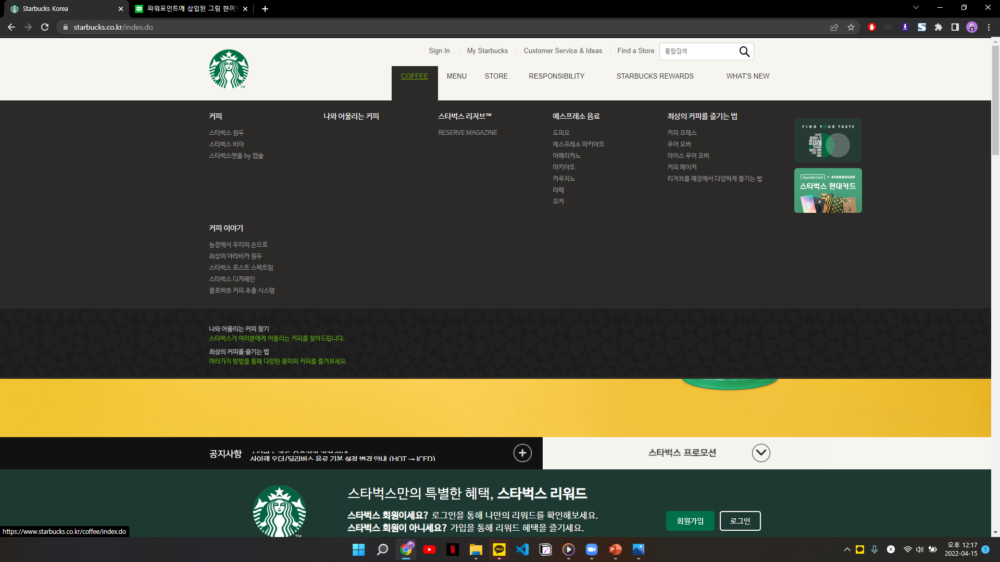 Starbucks Korea
파워포인트에 삽입된 그림 한꺼번
starbucks.co.kr/index.do
Sign In
My Starbucks
Customer Service & Ideas
Find a Store
통합검색
COFFEE
MENU
STORE
RESPONSIBILITY
STARBUCKS REWARDS
WHAT'S NEW
TM
커피
스타벅스 원두
스타벅스 비아
스타벅스앳홈 by 캡슐
나와 어울리는 커피
스타벅스 리저브™
RESERVE MAGAZINE
에스프레소 음료
도피오
에스프레소 마키아또
아메리카노
마키아또
카푸치노
라떼
모카
최상의 커피를 즐기는 법
커피 프레스
푸어 오버
아이스 푸어 오버
커피 메이커
리저브를 매장에서 다양하게 즐기는 법
FIND YOUR TASTE
좋아해
Hyundai Card + STARBUCKS
스타벅스 현대카드
커피 이야기
농장에서 우리의 손으로
최상의 아라비카 원두
스타벅스 로스트 스펙트럼
스타벅스 디카페인
클로버® 커피 추출 시스템
나와 어울리는 커피 찾기
스타벅스가 여러분에게 어울리는 커피를 찾아드립니다.
최상의 커피를 즐기는 법
여러가지 방법을 통해 다양한 풍미의 커피를 즐겨보세요.
공지사항
사이렌 오더/딜리버스 음료 기본 설정 변경 안내 (HOT → ICED)
스타벅스 프로모션
스타벅스만의 특별한 혜택, 스타벅스 리워드
스타벅스 회원이세요? 로그인을 통해 나만의 리워드를 확인해보세요.
스타벅스 회원이 아니세요? 가입을 통해 리워드 혜택을 즐기세요.
회원가입
로그인
TM
https://www.starbucks.co.kr/coffee/index.do
TALK
오후 12:17
2022-04-15
1